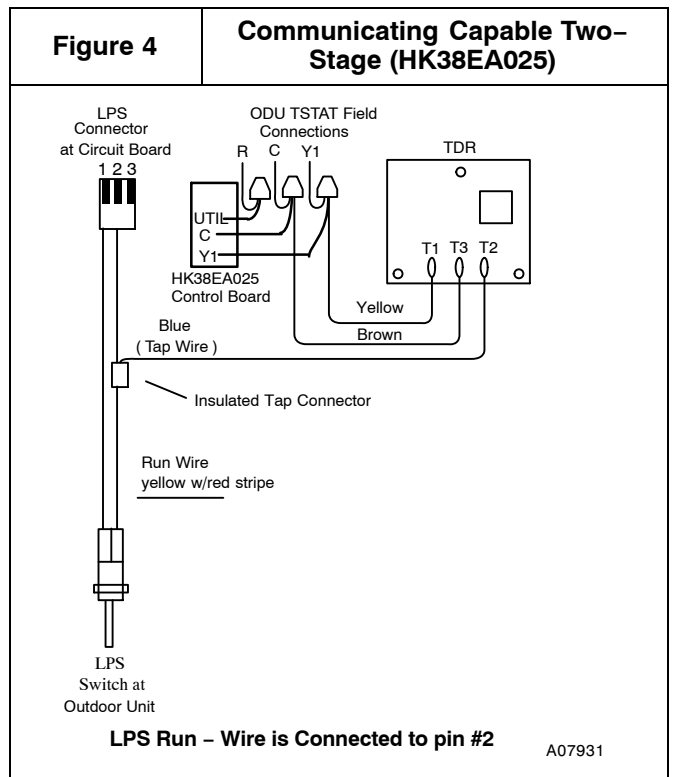 Figure 4
Communicating Capable Two–
Stage (HK38EA025)
LPS
Connector
at Circuit Board
1 2 3
ODU TSTAT Field
Connections
R C Y1
TDR
UTIL
C
Y1
HK38EA025
Control Board
T1 T3 T2
Yellow
Brown
Blue
( Tap Wire )
Insulated Tap Connector
Run Wire
yellow w/red stripe
LPS
Switch at
Outdoor Unit
LPS Run – Wire is Connected to pin #2
A07931